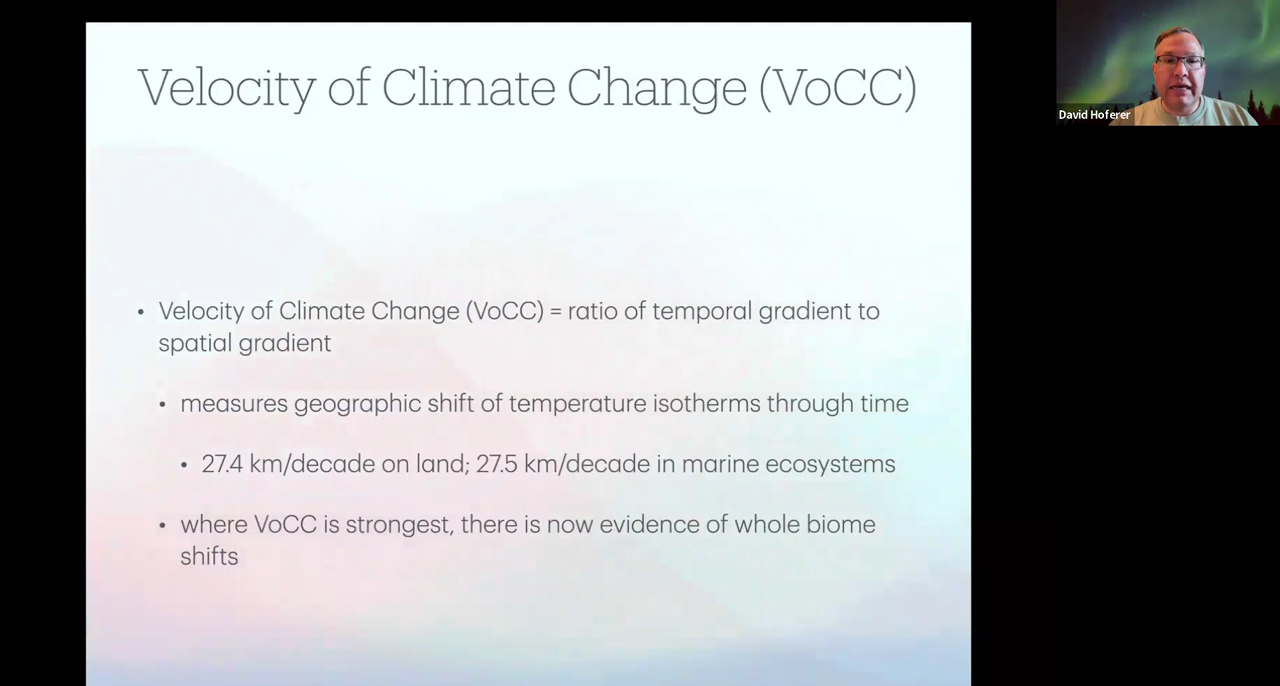 Velocity of Climate Change (VoCC)
David Hoferer
• Velocity of Climate Change (VoCC) = ratio of temporal gradient to
spatial gradient
• measures geographic shift of temperature isotherms through time
• 27.4 km/decade on land; 27.5 km/decade in marine ecosystems
• where VoCC is strongest, there is now evidence of whole biome
shifts